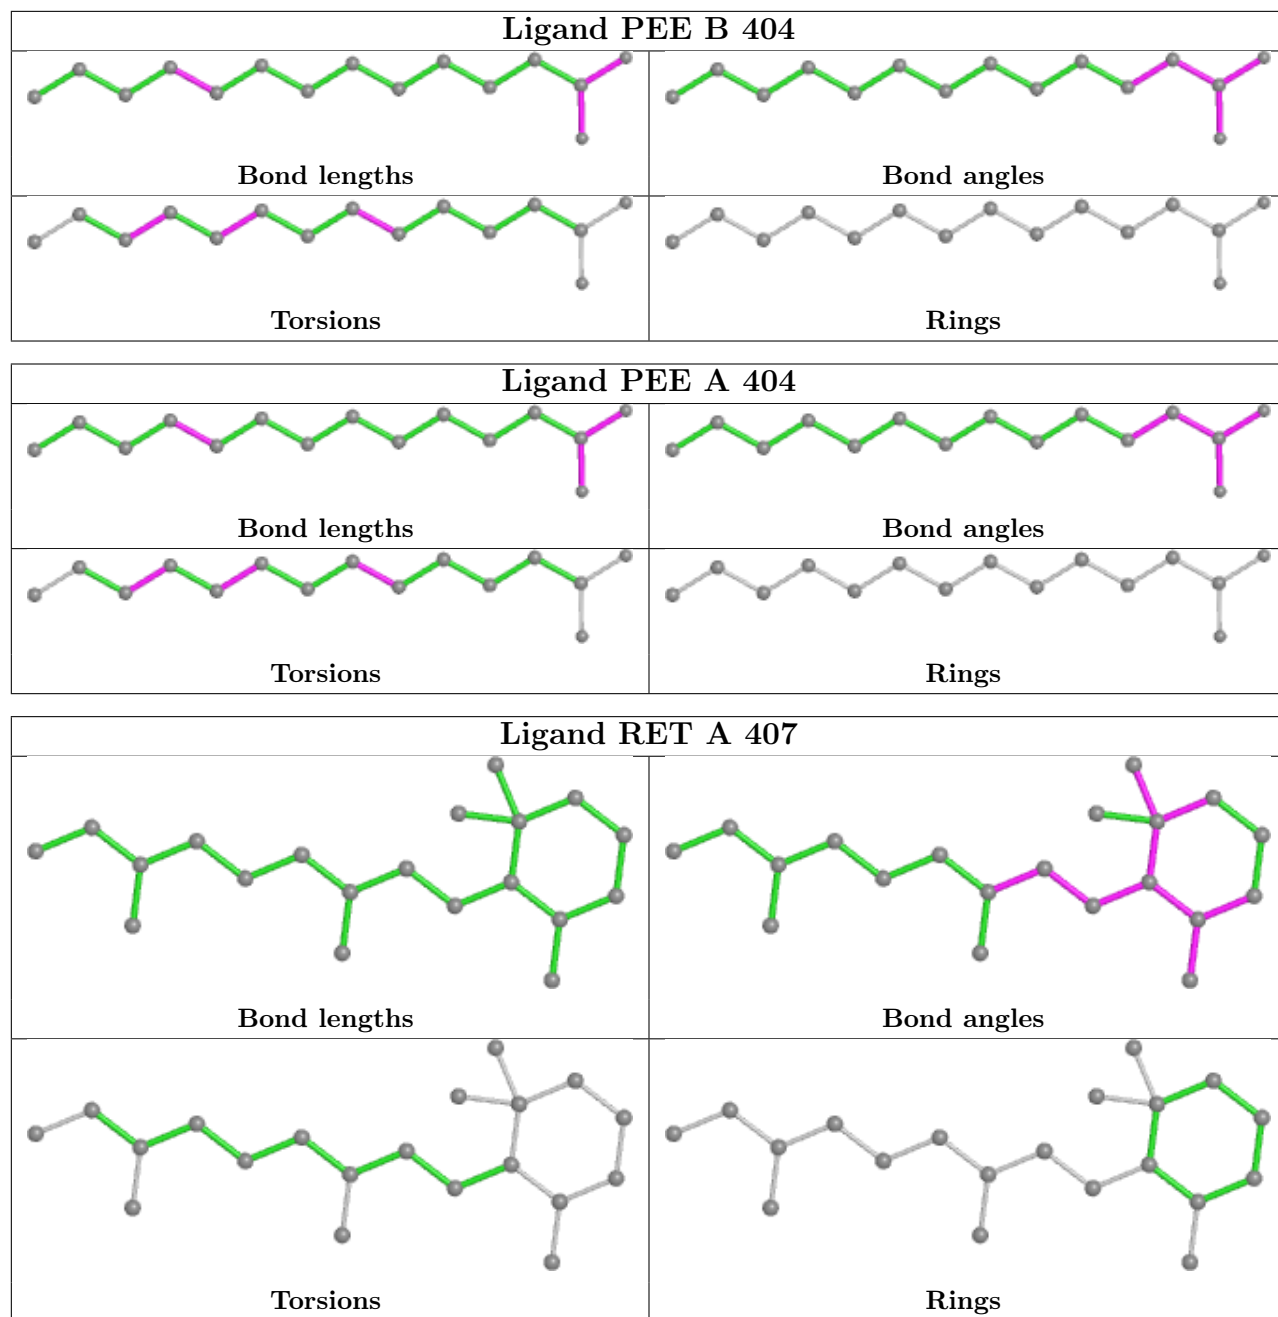 Ligand PEE B 404
Bond lengths
Bond angles
Torsions
Rings
Ligand PEE A 404
Bond lengths
Bond angles
Torsions
Rings
Ligand RET A 407
Bond lengths
Bond angles
Torsions
Rings